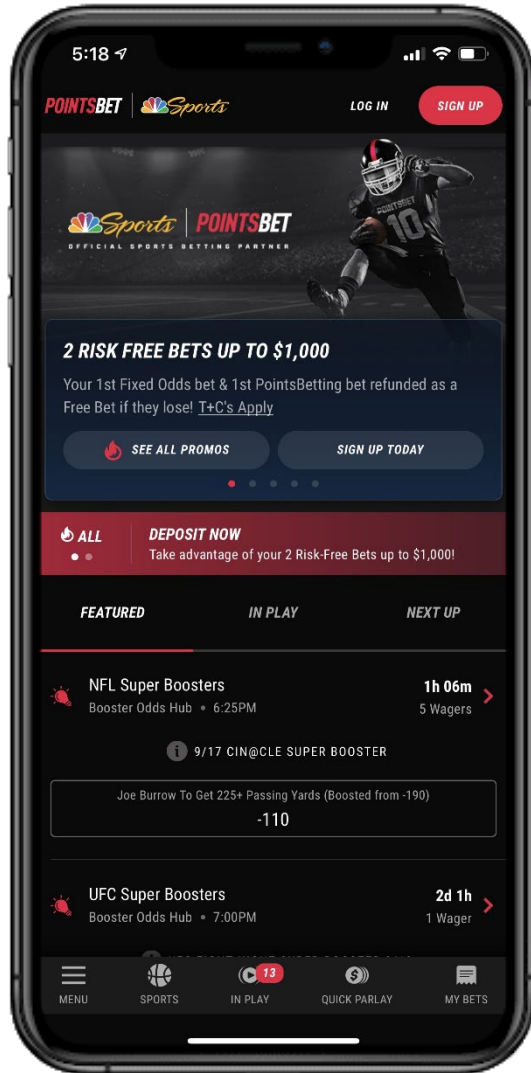 5:18
POINTSBET | NBC Sports
LOG IN
SIGN UP
POINTSBET
10
Sports | POINTSBET
OFFICIAL SPORTS BETTING PARTNER
2 RISK FREE BETS UP TO $1,000
Your 1st Fixed Odds bet & 1st PointsBetting bet refunded as a
Free Bet if they lose! T+C's Apply
SEE ALL PROMOS
SIGN UP TODAY
ALL
DEPOSIT NOW
Take advantage of your 2 Risk-Free Bets up to $1,000!
FEATURED
IN PLAY
NEXT UP
NFL Super Boosters
1h 06m
Booster Odds Hub • 6:25PM
5 Wagers
9/17 CIN@CLE SUPER BOOSTER
Joe Burrow To Get 225+ Passing Yards (Boosted from -190)
-110
UFC Super Boosters
2d 1h
Booster Odds Hub • 7:00PM
1 Wager
13
MENU
SPORTS
IN PLAY
QUICK PARLAY
MY BETS